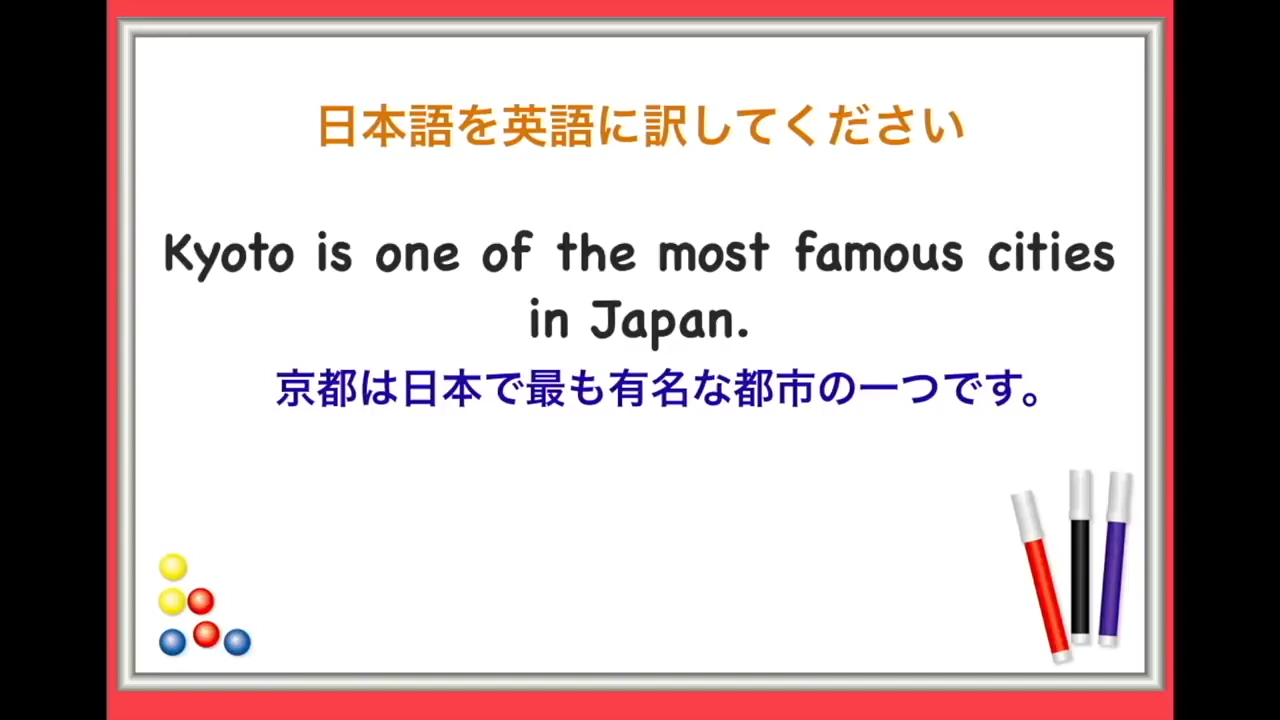 日本語を英語に訳してください
Kyoto is one of the most famous cities
in Japan.
京都は日本で最も有名な都市の一つです。